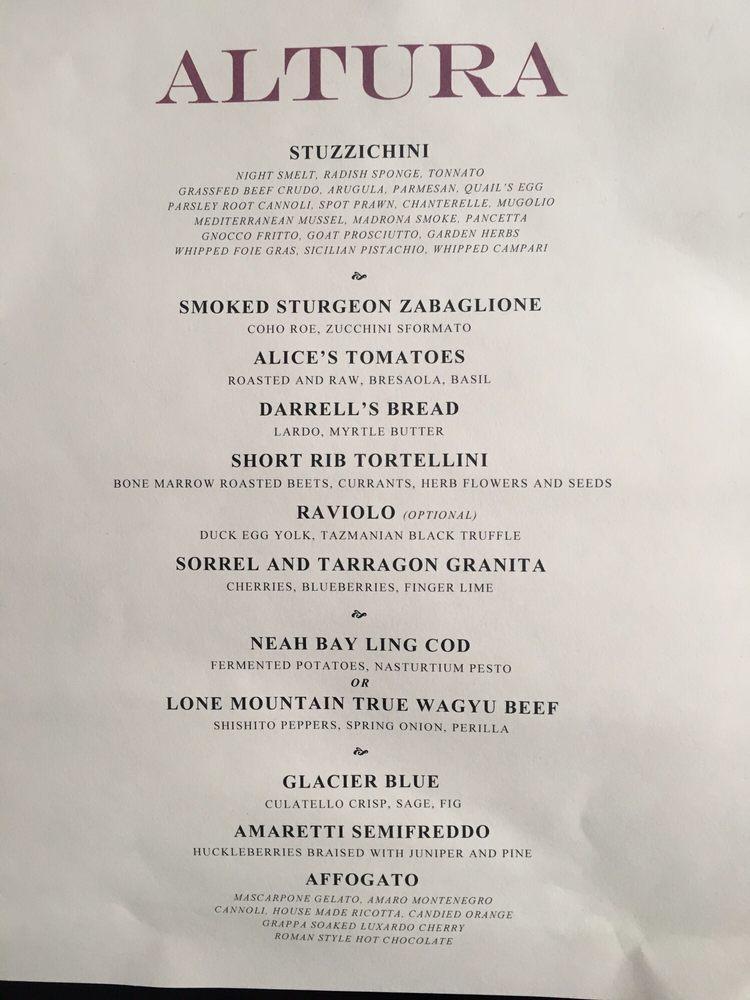 ALTURA
STUZZICHINI
NIGHT SMELT, RADISH SPONGE, TONNATO
GRASSFED BEEF CRUDO, ARUGULA, PARMESAN, QUAIL'S EGG
PARSLEY ROOT CANNOLI, SPOT PRAWN, CHANTERELLE, MUGOLIO
MEDITERRANEAN MUSSEL, MADRONA SMOKE, PANCETTA
GNOCCO FRITTO, GOAT PROSCIUTTO, GARDEN HERBS
WHIPPED FOIE GRAS, SICILIAN PISTACHIO, WHIPPED CAMPARI
SMOKED STURGEON ZABAGLIONE
COHO ROE, ZUCCHINI SFORMATO
ALICE'S TOMATOES
ROASTED AND RAW, BRESAOLA, BASIL
DARRELL'S BREAD
LARDO, MYRTLE BUTTER
SHORT RIB TORTELLINI
BONE MARROW ROASTED BEETS, CURRANTS, HERB FLOWERS AND SEEDS
RAVIOLO (OPTIONAL)
DUCK EGG YOLK, TAZMANIAN BLACK TRUFFLE
SORREL AND TARRAGON GRANITA
CHERRIES, BLUEBERRIES, FINGER LIME
NEAH BAY LING COD
FERMENTED POTATOES, NASTURTIUM PESTO
OR
LONE MOUNTAIN TRUE WAGYU BEEF
SHISHITO PEPPERS, SPRING ONION, PERILLA
GLACIER BLUE
CULATELLO CRISP, SAGE, FIG
AMARETTI SEMIFREDDO
HUCKLEBERRIES BRAISED WITH JUNIPER AND PINE
AFFOGATO
MASCARPONE GELATO, AMARO MONTENEGRO
CANNOLI, HOUSE MADE RICOTTA, CANDIED ORANGE
GRAPPA SOAKED LUXARDO CHERRY
ROMAN STYLE HOT CHOCOLATE